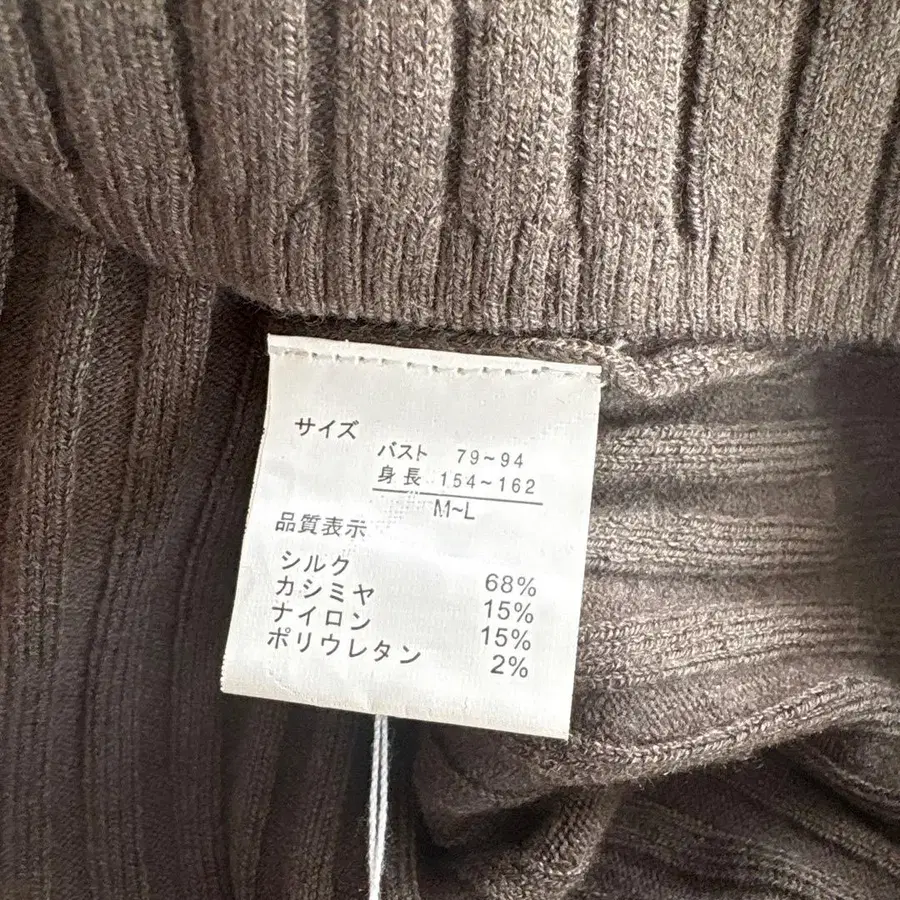 サイズ
バスト 79~94
身長 154~162
M~L
品質表示
シルク 68%
カシミヤ 15%
ナイロン 15%
ポリウレタン 2%